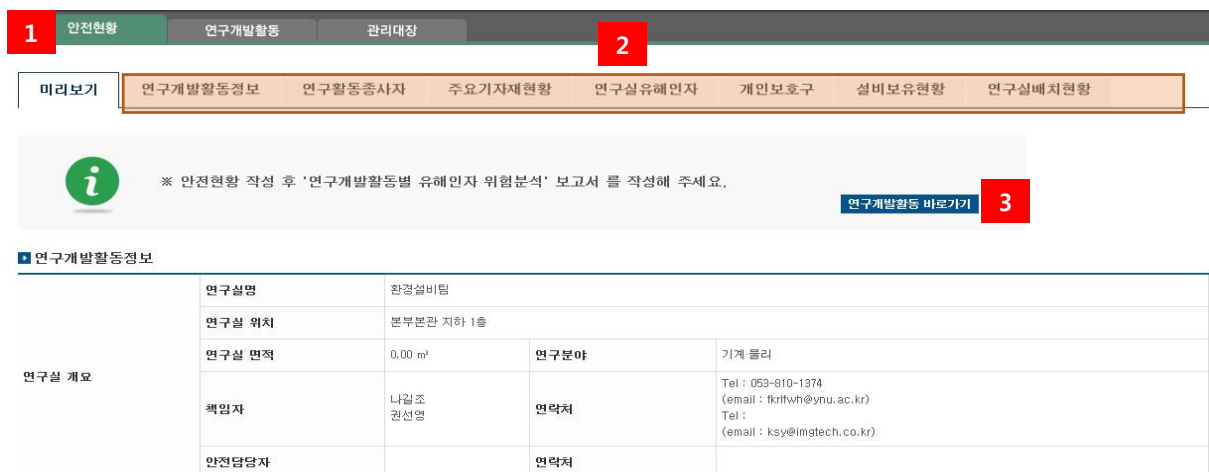 1 안전현황 연구개발활동 관리대장
2
미리보기 연구개발활동정보 연구활동종사자 주요기자재현황 연구실유해인자 개인보호구 설비보유현황 연구실배치현황
i ※ 안전현황 작성 후 '연구개발활동별 유해인자 위험분석' 보고서 를 작성해 주세요.
연구개발활동 바로가기 3
연구개발활동정보
연구실명 환경설비팀
연구실 위치 본부본관 지하 1층
연구실 면적 0.00 ㎡ 연구분야 기계·물리
연구실 개요
책임자 나길조
권선영
연락처 Tel : 053-810-1374
(email : fkrlfwh@ynu.ac.kr)
Tel :
(email : ksy@imgtech.co.kr)
안전담당자 연락처